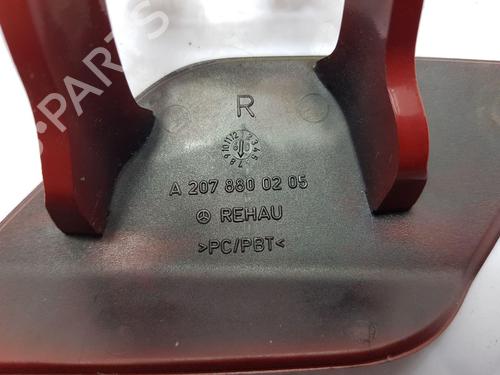 B-PARTS
R
A 207 880 02 05
REHAU
>PC/PBT<